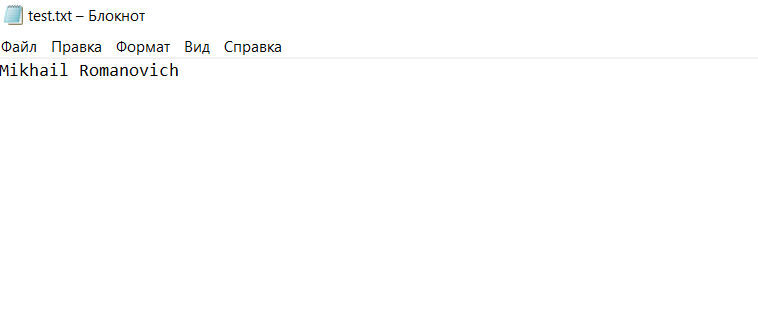 test.txt – Блокнот
Файл Правка Формат Вид Справка
Mikhail Romanovich